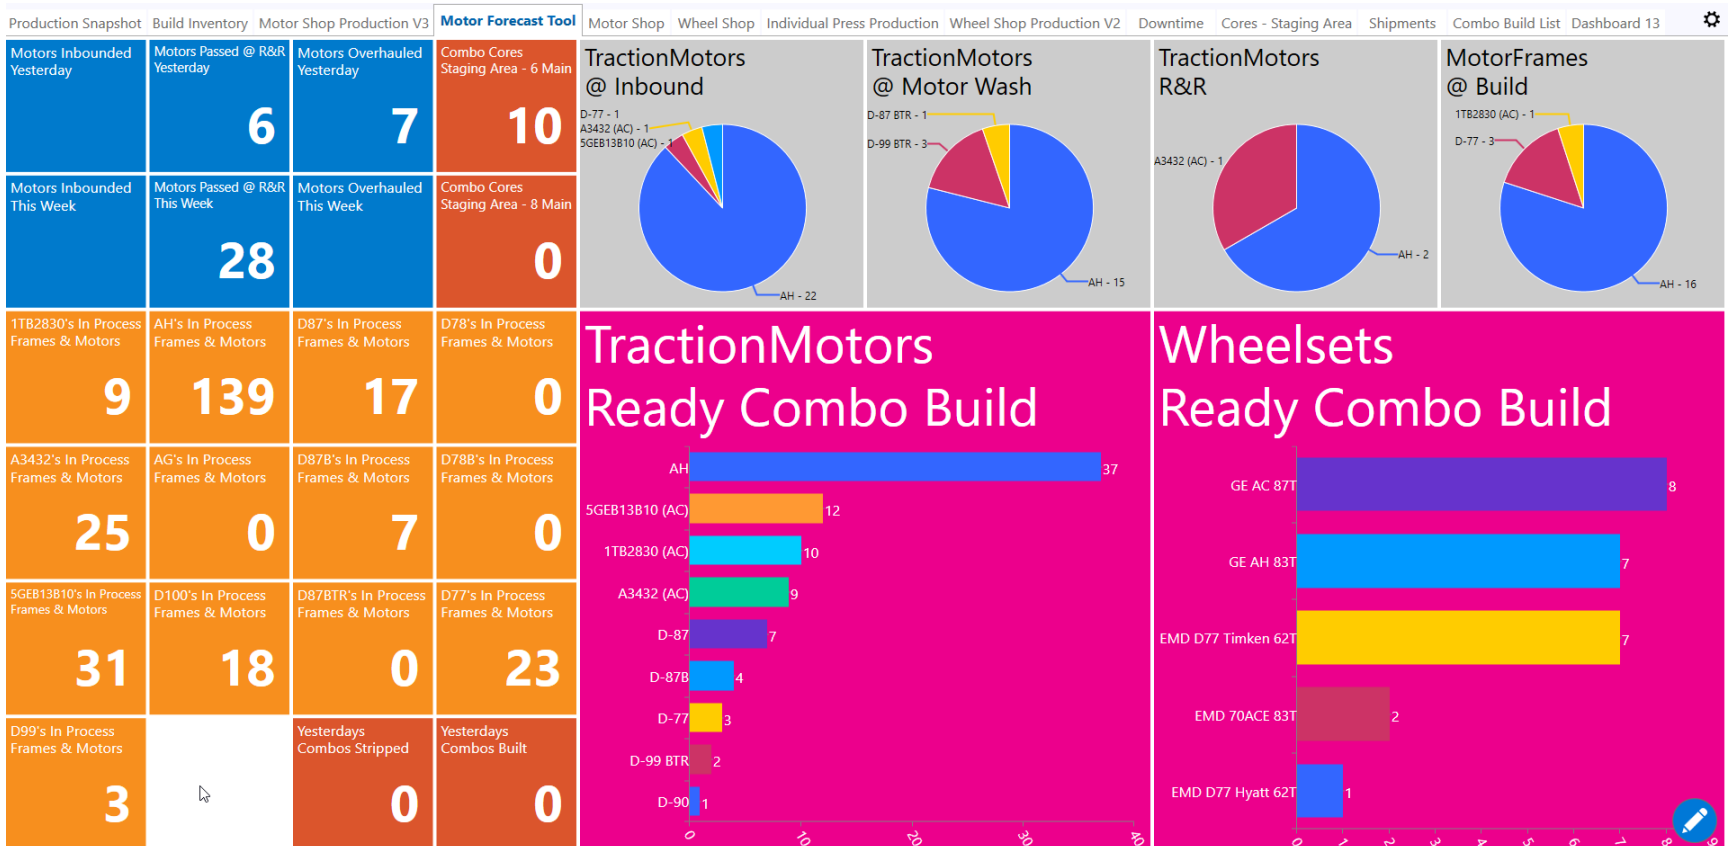 Production Snapshot Build Inventory Motor Shop Production V3 Motor Forecast Tool Motor Shop Wheel Shop Individual Press Production Wheel Shop Production V2 Downtime Cores - Staging Area Shipments Combo Build List Dashboard 13
Motors Inbounded
Yesterday
Motors Passed @ R&R
Yesterday
6
Motors Overhauled
Yesterday
7
Combo Cores
Staging Area - 6 Main
10
Motors Inbounded
This Week
Motors Passed @ R&R
This Week
28
Motors Overhauled
This Week
Combo Cores
Staging Area - 8 Main
0
1TB2830's In Process
Frames & Motors
9
AH's In Process
Frames & Motors
139
D87's In Process
Frames & Motors
17
D78's In Process
Frames & Motors
0
A3432's In Process
Frames & Motors
25
AG's In Process
Frames & Motors
0
D87B's In Process
Frames & Motors
7
D78B's In Process
Frames & Motors
0
5GEB13B10's In Process
Frames & Motors
31
D100's In Process
Frames & Motors
18
D87BTR's In Process
Frames & Motors
0
D77's In Process
Frames & Motors
23
D99's In Process
Frames & Motors
3
Yesterdays
Combos Stripped
0
Yesterdays
Combos Built
0
TractionMotors
@ Inbound
D-77 - 1
A3432 (AC) - 1
5GEB13B10 (AC) - 1
AH - 22
TractionMotors
@ Motor Wash
D-87 BTR - 1
D-99 BTR - 3
AH - 15
TractionMotors
R&R
A3432 (AC) - 1
AH - 2
MotorFrames
@ Build
1TB2830 (AC) - 1
D-77 - 3
AH - 16
TractionMotors
Ready Combo Build
AH 37
5GEB13B10 (AC) 12
1TB2830 (AC) 10
A3432 (AC) 9
D-87 7
D-87B 4
D-77 3
D-99 BTR 2
D-90 1
0 10 20 30 40
Wheelsets
Ready Combo Build
GE AC 87T 8
GE AH 83T 7
EMD D77 Timken 62T 7
EMD 70ACE 83T 2
EMD D77 Hyatt 62T 1
0 1 2 3 4 5 6 7 8 9